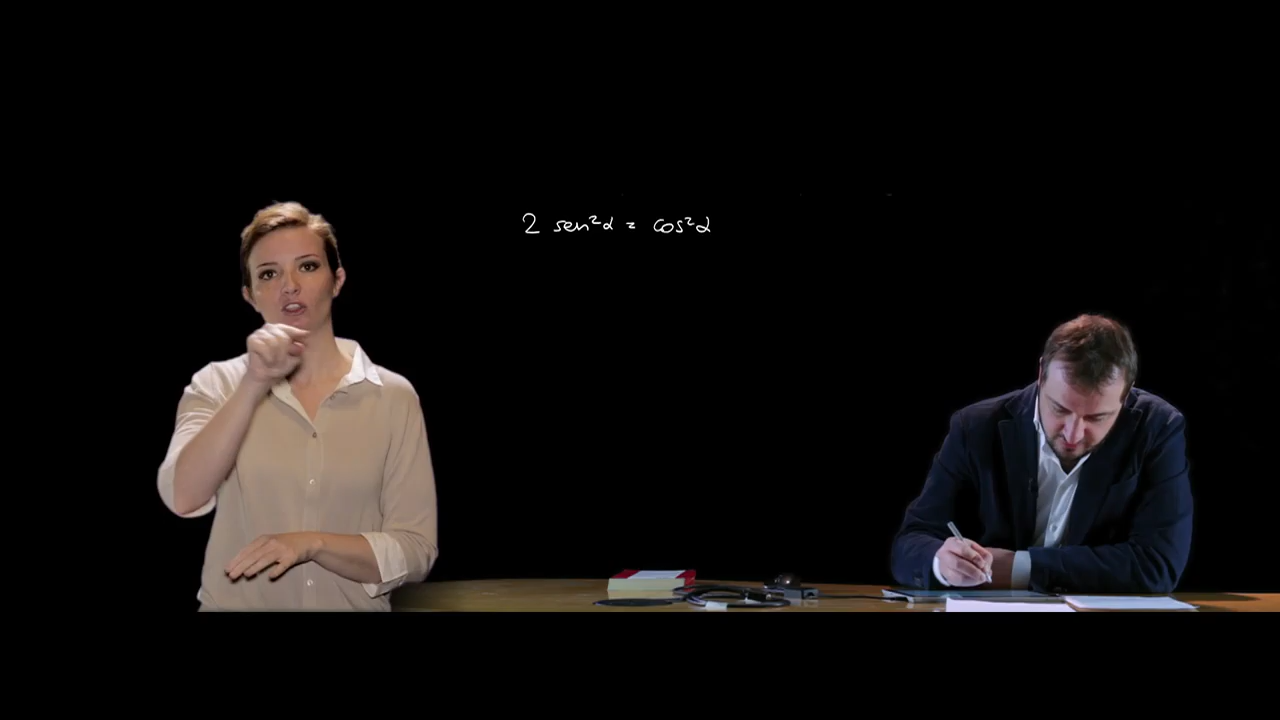 2 sen²α = cos²α